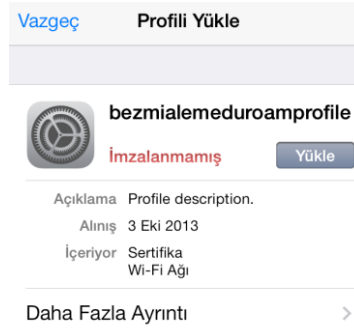 Vazgeç Profili Yükle
bezmialemeduroamprofile
İmzalanmamış Yükle
Açıklama Profile description.
Alınış 3 Eki 2013
İçeriyor Sertifika
Wi-Fi Ağı
Daha Fazla Ayrıntı